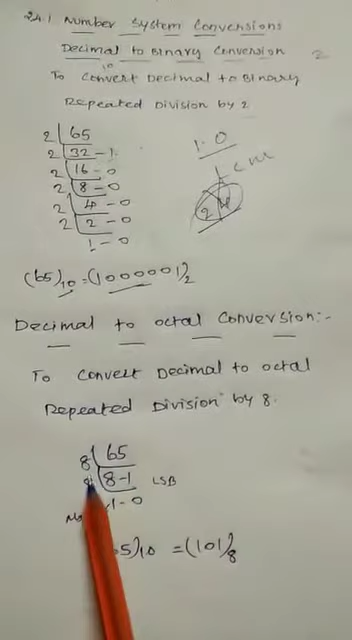 2.4.1 Number System Conversions
Decimal to Binary Conversion 2
10
To Convert Decimal to Binary
Repeated Division by 2
2 | 65
2 | 32 - 1
2 | 16 - 0
2 | 8 - 0
2 | 4 - 0
2 | 2 - 0
1 - 0
1.0
(65)10 = (1000001)2
Decimal to octal Conversion:-
To Convert Decimal to octal
Repeated Division by 8.
8 | 65
8 | 8 - 1 LSB
1 - 0
5)10 = (101)8